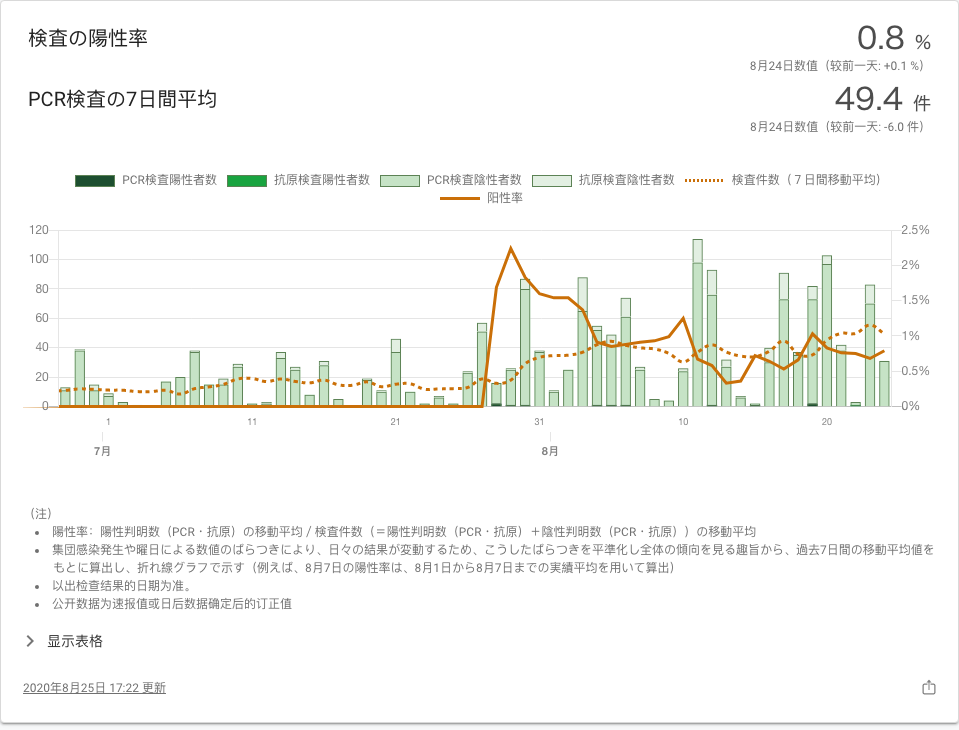 検査の陽性率
0.8 %
8月24日数值（较前一天: +0.1 %）
PCR検査の7日間平均
49.4 件
8月24日数值（较前一天: -6.0 件）
PCR検査陽性者数 抗原検査陽性者数 PCR検査陰性者数 抗原検査陰性者数 検査件数（７日間移動平均）
阳性率
120 2.5%
100 2%
80 1.5%
60 1%
40 0.5%
20
0 0%
1 11 21 31 10 20
7月 8月
（注）
陽性率：陽性判明数（PCR・抗原）の移動平均 / 検査件数（＝陽性判明数（PCR・抗原）＋陰性判明数（PCR・抗原））の移動平均
集団感染発生や曜日による数値のばらつきにより、日々の結果が変動するため、こうしたばらつきを平準化し全体の傾向を見る趣旨から、過去7日間の移動平均値を
もとに算出し、折れ線グラフで示す（例えば、8月7日の陽性率は、8月1日から8月7日までの実績平均を用いて算出）
以出检查结果的日期为准。
公开数据为速报值或日后数据确定后的订正值
显示表格
2020年8月25日 17:22 更新